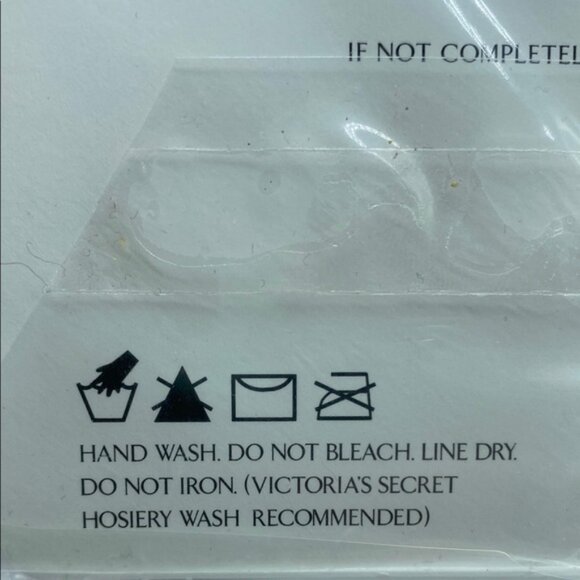 IF NOT COMPLETEL
HAND WASH. DO NOT BLEACH. LINE DRY.
DO NOT IRON. (VICTORIA'S SECRET
HOSIERY WASH RECOMMENDED)